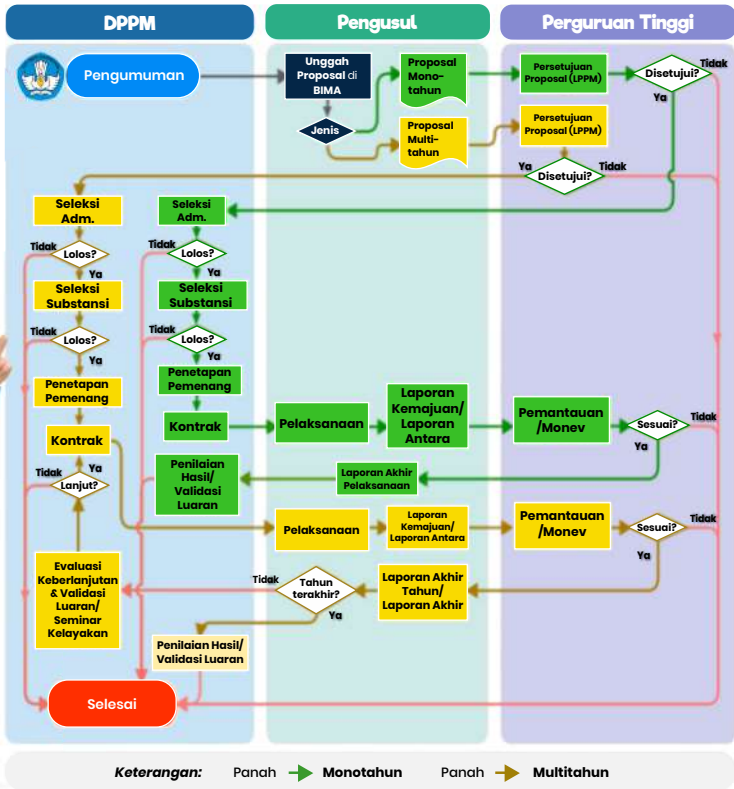 DPPM
Pengusul
Perguruan Tinggi
Pengumuman
Unggah
Proposal di
BIMA
Jenis
Proposal
Mono-
tahun
Proposal
Multi-
tahun
Persetujuan
Proposal (LPPM)
Disetujui?
Tidak
Ya
Persetujuan
Proposal (LPPM)
Disetujui?
Ya
Tidak
Seleksi
Adm.
Lolos?
Tidak
Ya
Seleksi
Substansi
Lolos?
Tidak
Ya
Penetapan
Pemenang
Kontrak
Ya
Tidak
Lanjut?
Evaluasi
Keberlanjutan
& Validasi
Luaran/
Seminar
Kelayakan
Seleksi
Adm.
Lolos?
Tidak
Ya
Seleksi
Substansi
Lolos?
Tidak
Ya
Penetapan
Pemenang
Kontrak
Penilaian
Hasil/
Validasi
Luaran
Pelaksanaan
Laporan
Kemajuan/
Laporan
Antara
Pemantauan
/Monev
Sesuai?
Tidak
Ya
Laporan Akhir
Pelaksanaan
Pelaksanaan
Laporan
Kemajuan/
Laporan Antara
Pemantauan
/Monev
Sesuai?
Tidak
Ya
Laporan Akhir
Tahun/
Laporan Akhir
Tahun
terakhir?
Tidak
Ya
Penilaian Hasil/
Validasi Luaran
Selesai
Keterangan: Panah Monotahun Panah Multitahun